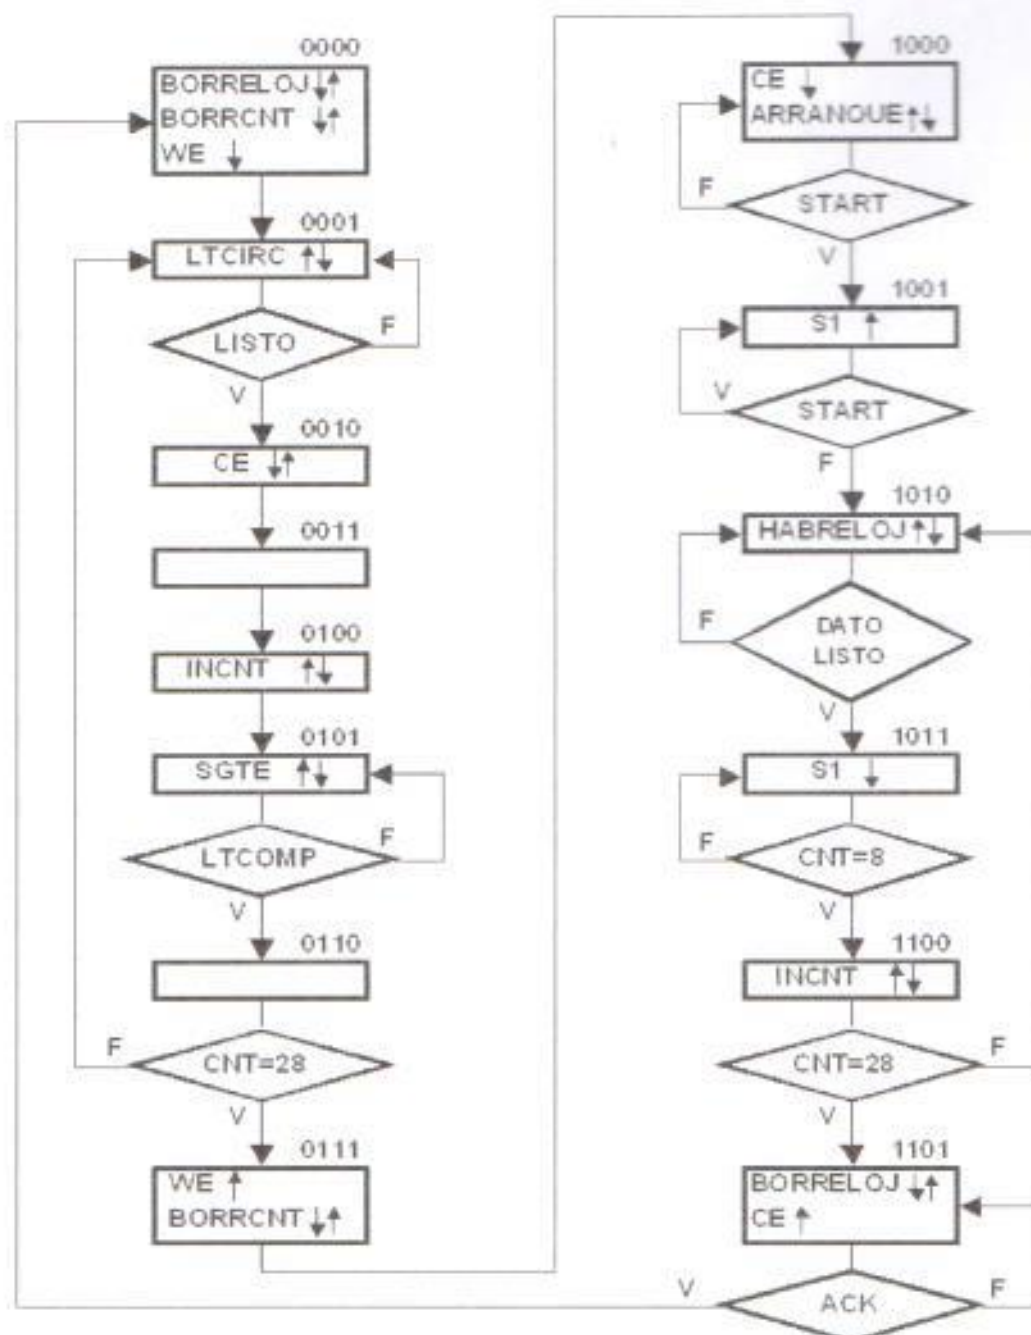 0000
BORRELOJ ↓↑
BORRCNT ↓↑
WE ↓
0001
LTCIRC ↑↓
LISTO
F
V
0010
CE ↓↑
0011
0100
INCNT ↑↓
0101
SGTE ↑↓
LTCOMP
F
V
0110
CNT=28
F
V
0111
WE ↑
BORRCNT ↓↑
1000
CE ↓
ARRANQUE ↑↓
START
F
V
1001
S1 ↑
START
V
F
1010
HABRELOJ ↑↓
DATO
LISTO
F
V
1011
S1 ↓
CNT=8
F
V
1100
INCNT ↑↓
CNT=28
F
V
1101
BORRELOJ ↓↑
CE ↑
ACK
V
F